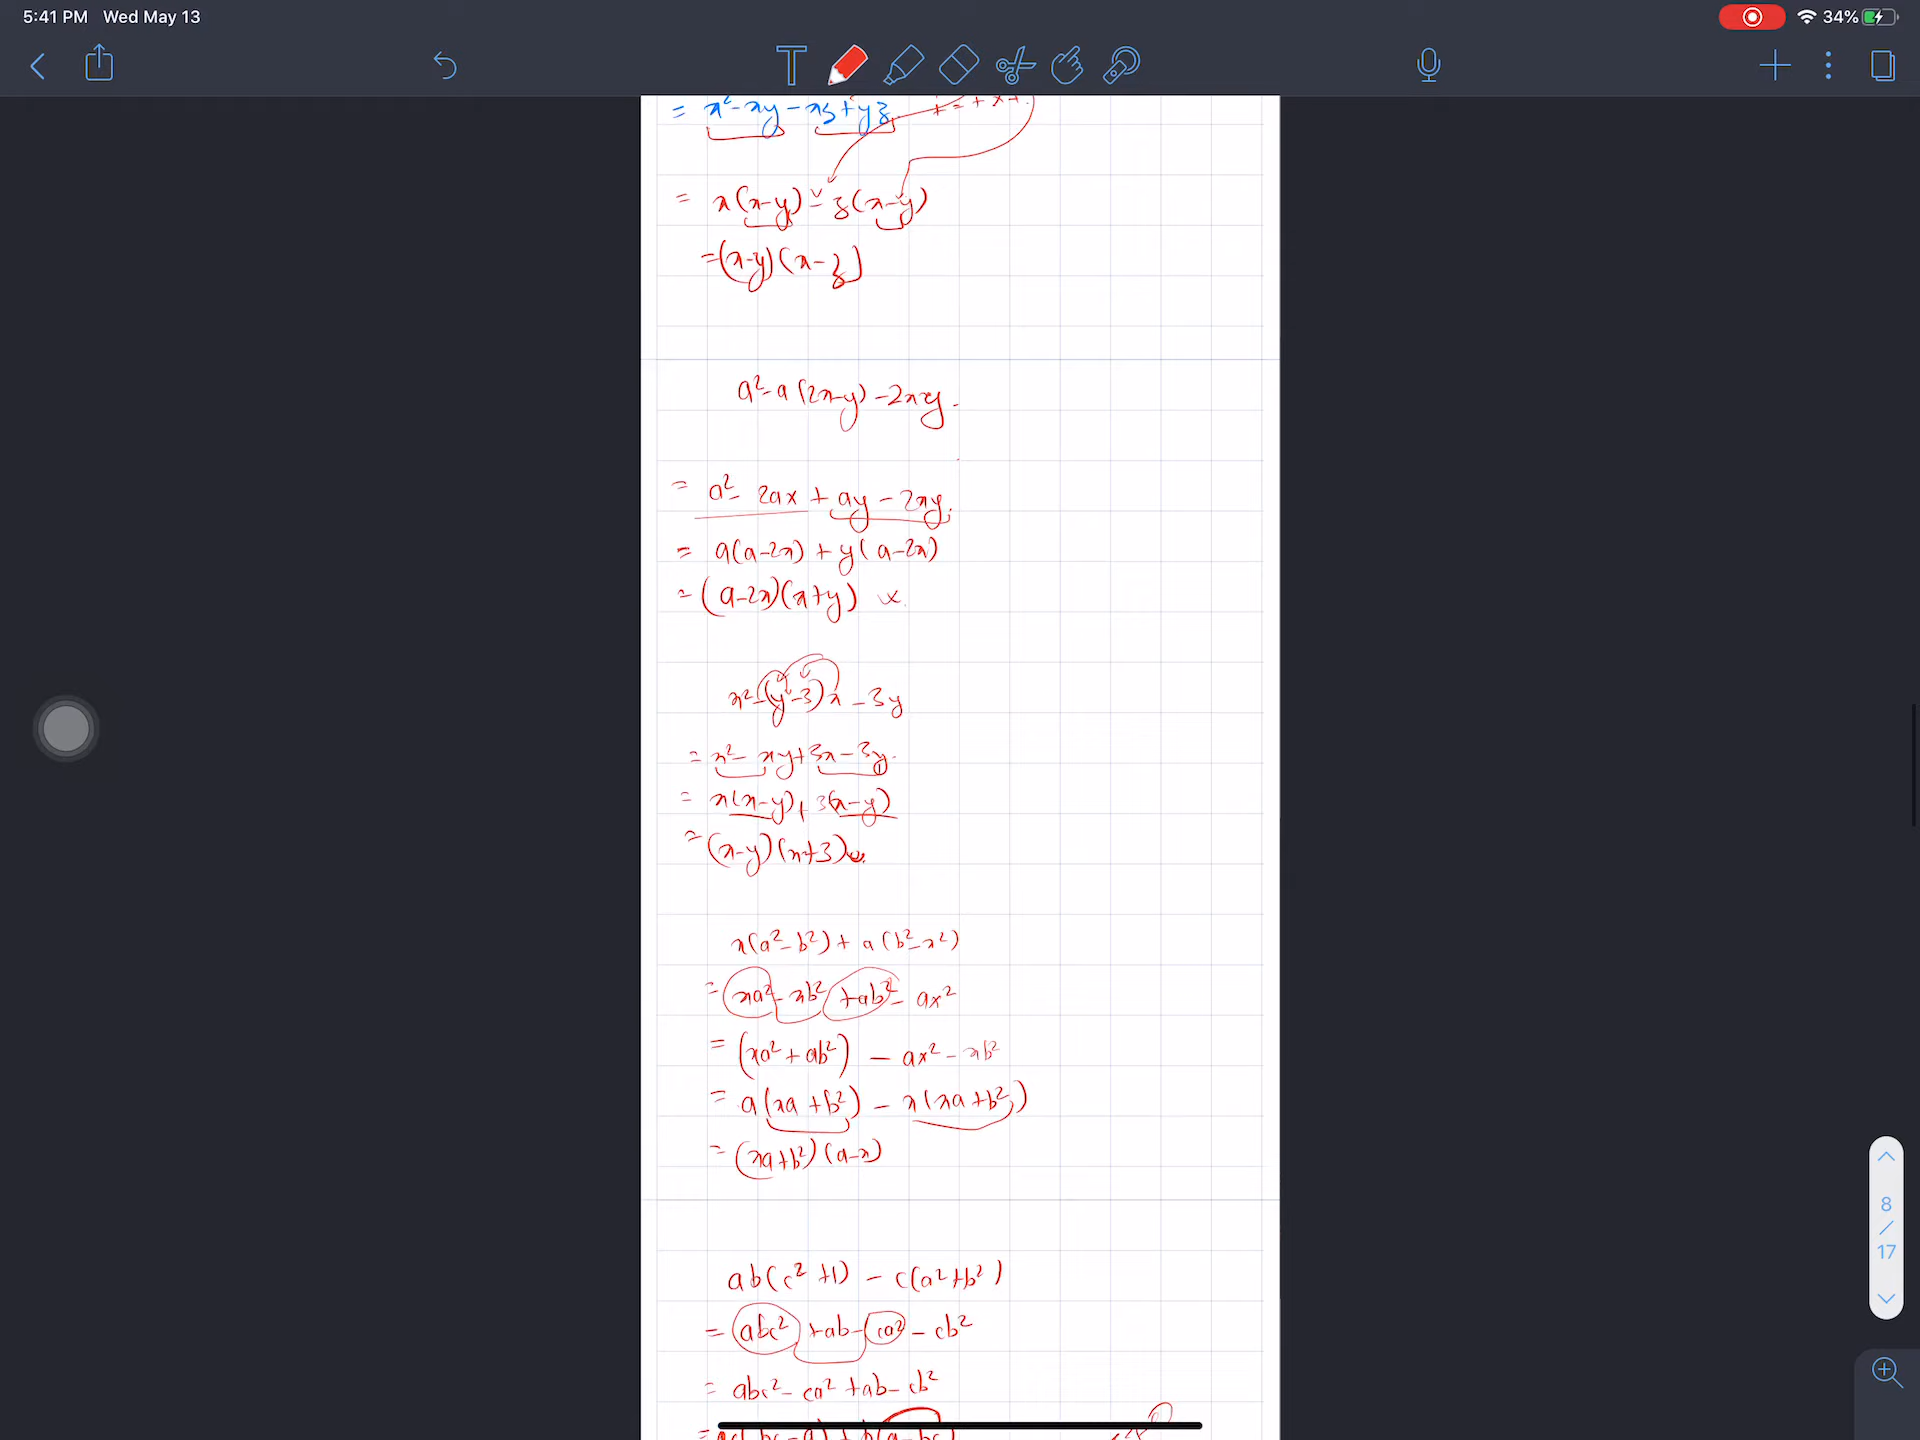 5:41 PM Wed May 13
34%
= x² - xy - xz + yz
= x(x-y) - z(x-y)
= (x-y)(x-z)
a² - a(2x-y) - 2xy.
= a² - 2ax + ay - 2xy.
= a(a-2x) + y(a-2x)
= (a-2x)(x+y)
x² - (y-3)x - 3y
= x² - xy + 3x - 3y.
= x(x-y) + 3(x-y)
= (x-y)(x+3)
x(a²-b²) + a(b²-x²)
= xa² - xb² + ab² - ax²
= (xa² + ab²) - ax² - xb²
= a(xa + b²) - x(xa + b²)
= (xa+b²)(a-x)
ab(c²+1) - c(a²+b²)
= abc² + ab - ca² - cb²
= abc² - ca² + ab - cb²
8
/
17